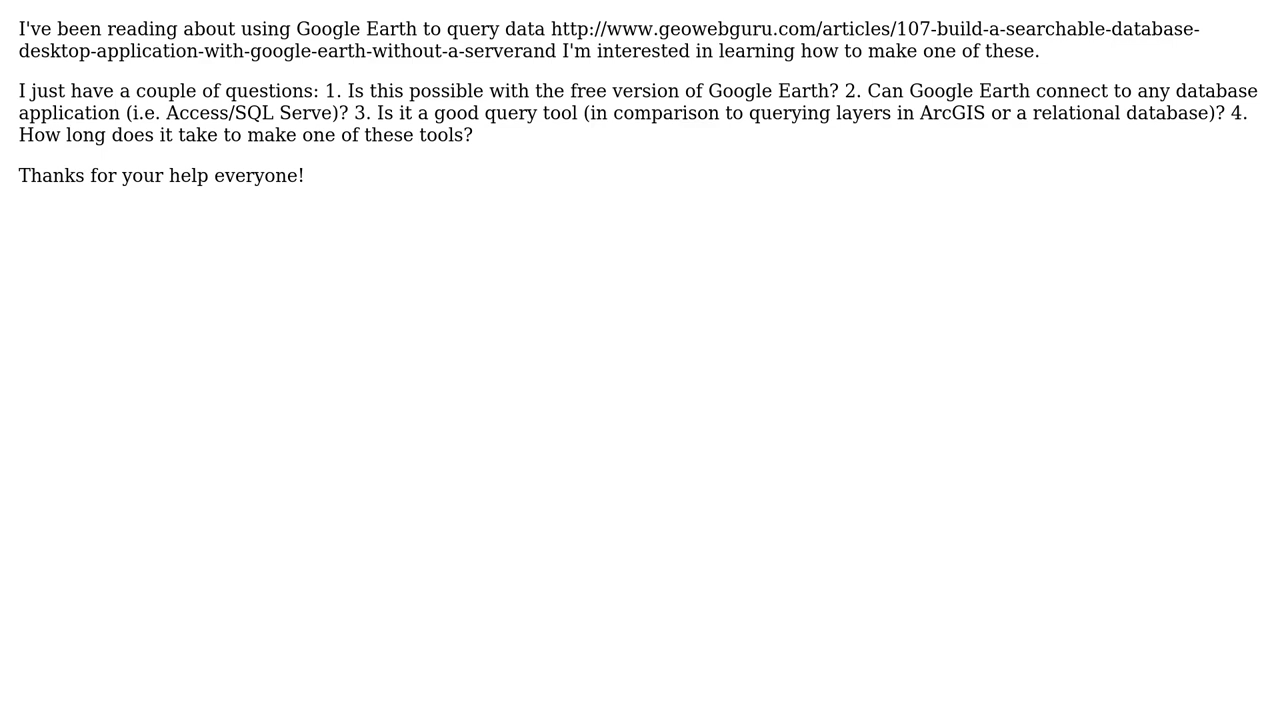 I've been reading about using Google Earth to query data http://www.geowebguru.com/articles/107-build-a-searchable-database-
desktop-application-with-google-earth-without-a-serverand I'm interested in learning how to make one of these.
I just have a couple of questions: 1. Is this possible with the free version of Google Earth? 2. Can Google Earth connect to any database
application (i.e. Access/SQL Serve)? 3. Is it a good query tool (in comparison to querying layers in ArcGIS or a relational database)? 4.
How long does it take to make one of these tools?
Thanks for your help everyone!